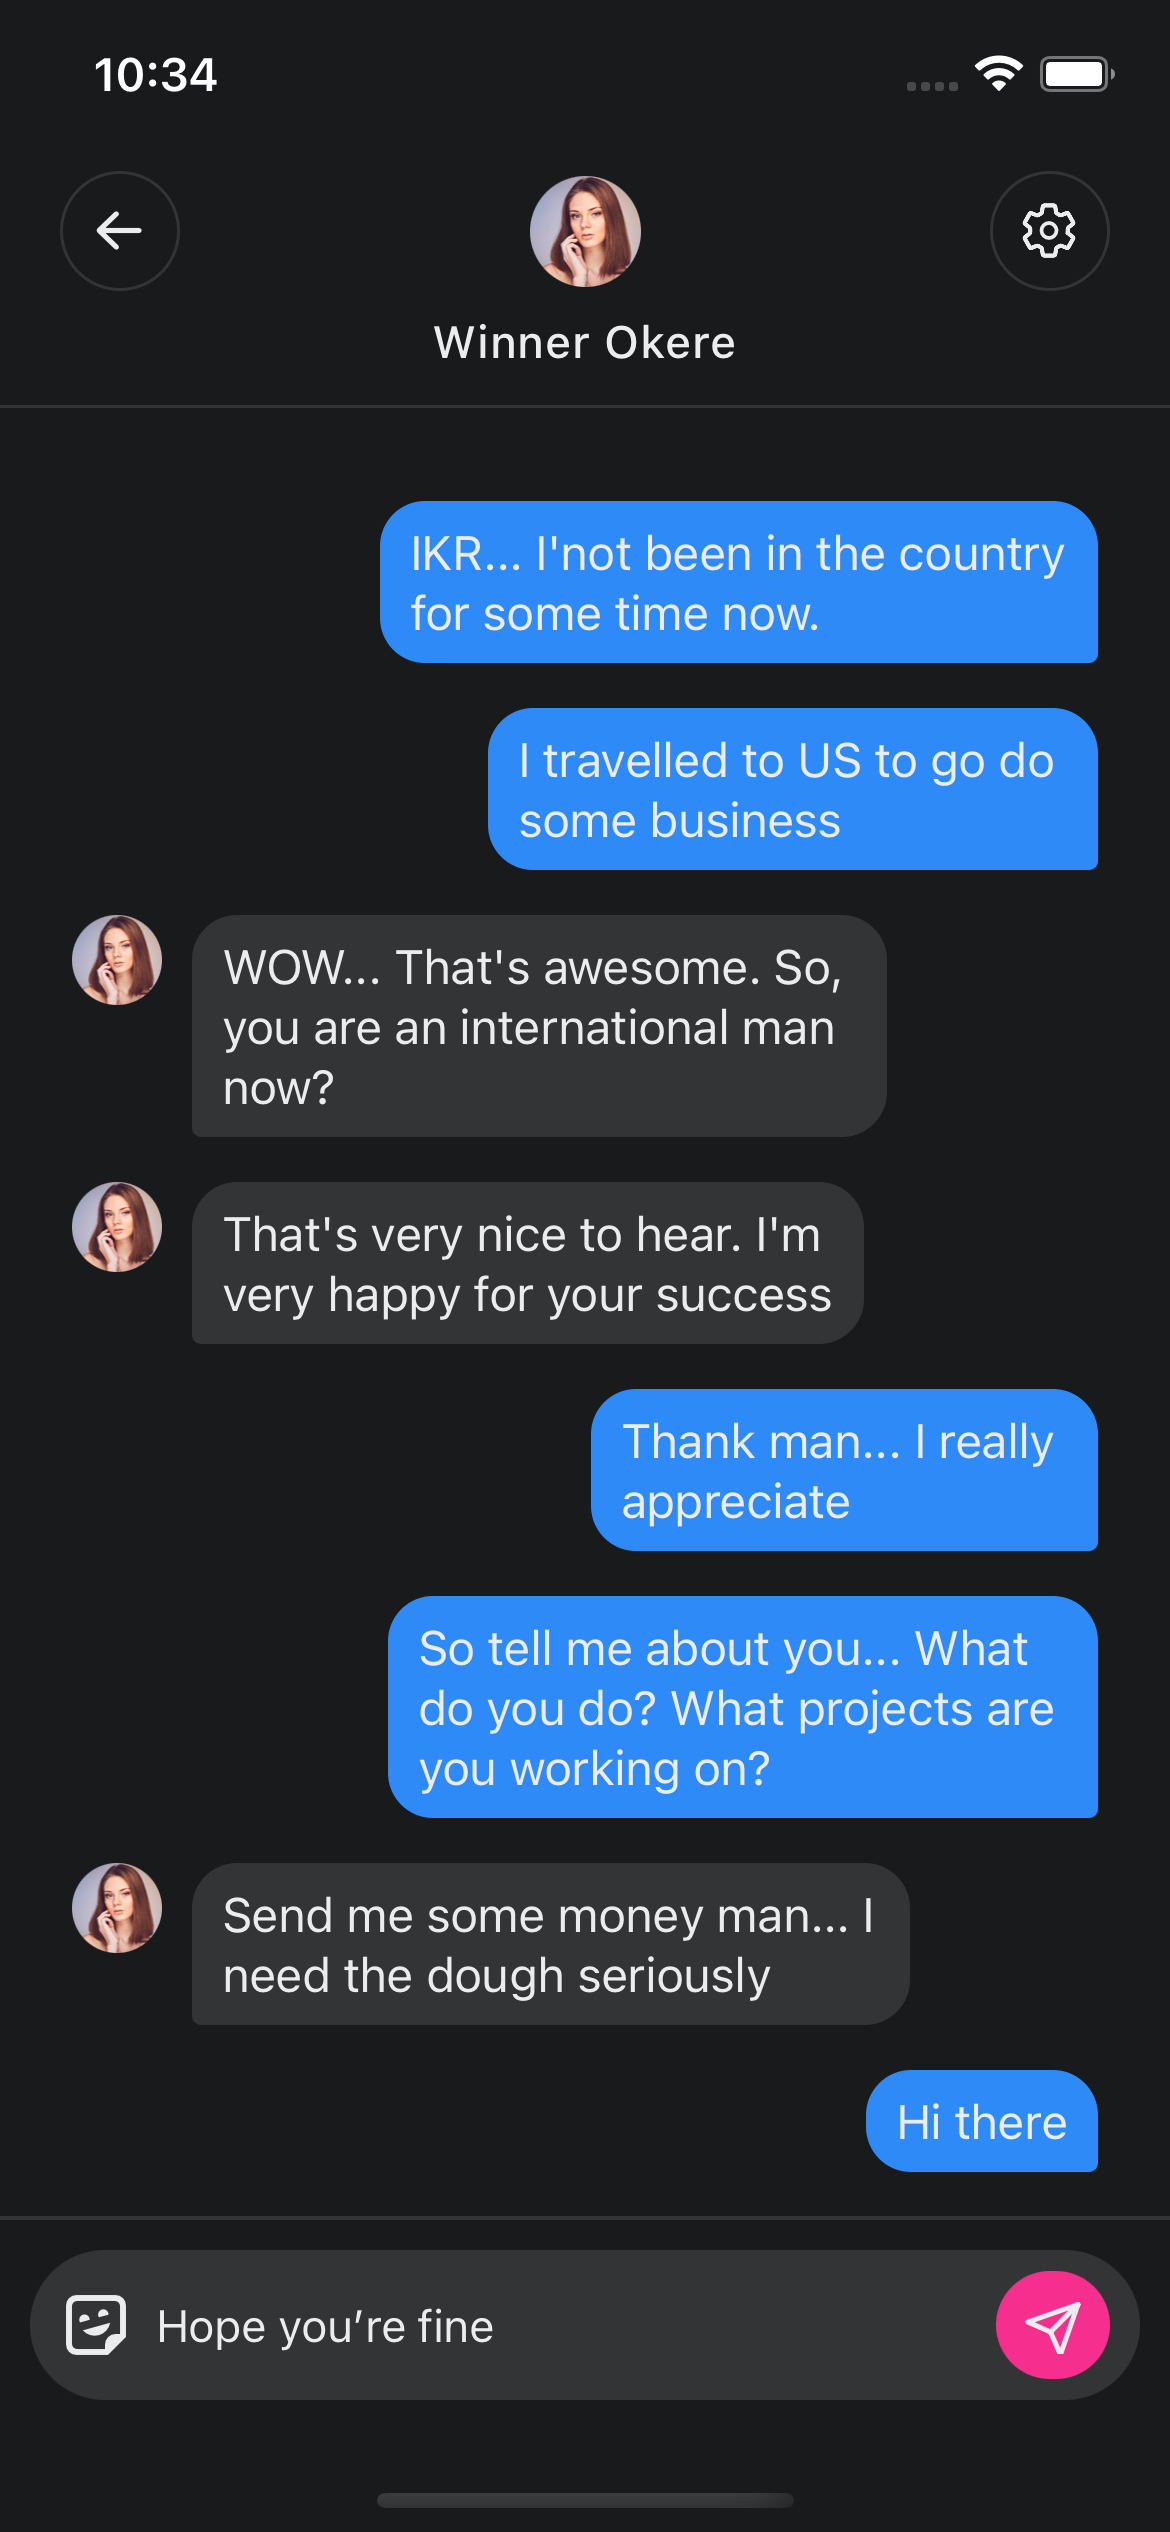 10:34
Winner Okere
IKR... I'not been in the country
for some time now.
I travelled to US to go do
some business
WOW... That's awesome. So,
you are an international man
now?
That's very nice to hear. I'm
very happy for your success
Thank man... I really
appreciate
So tell me about you... What
do you do? What projects are
you working on?
Send me some money man... I
need the dough seriously
Hi there
Hope you’re fine